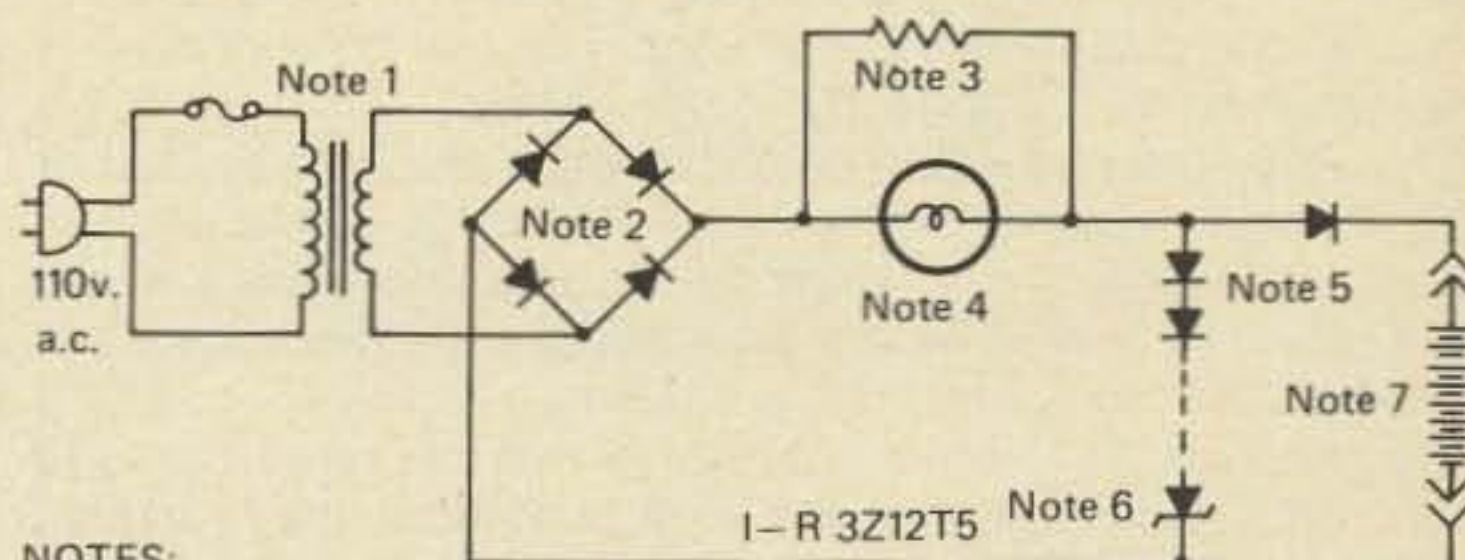 Note 1
Note 3
Note 2
110v.
a.c.
Note 4
Note 5
Note 7
Note 6
I–R 3Z12T5
NOTES: